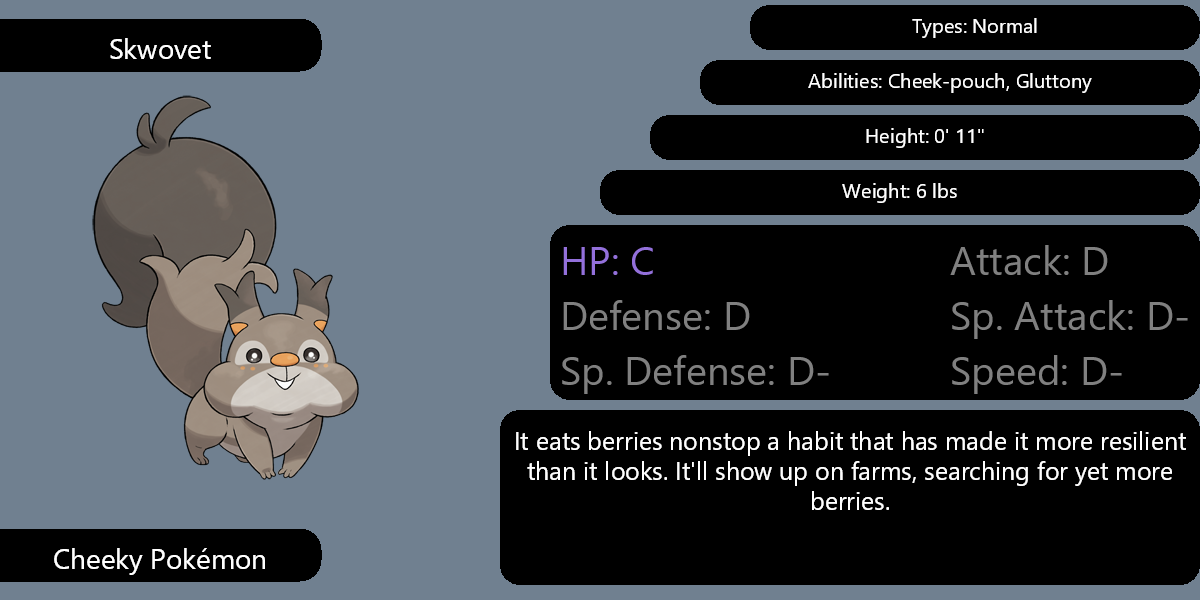 Skwovet
Types: Normal
Abilities: Cheek-pouch, Gluttony
Height: 0' 11"
Weight: 6 lbs
HP: C
Attack: D
Defense: D
Sp. Attack: D-
Sp. Defense: D-
Speed: D-
It eats berries nonstop a habit that has made it more resilient
than it looks. It'll show up on farms, searching for yet more
berries.
Cheeky Pokémon